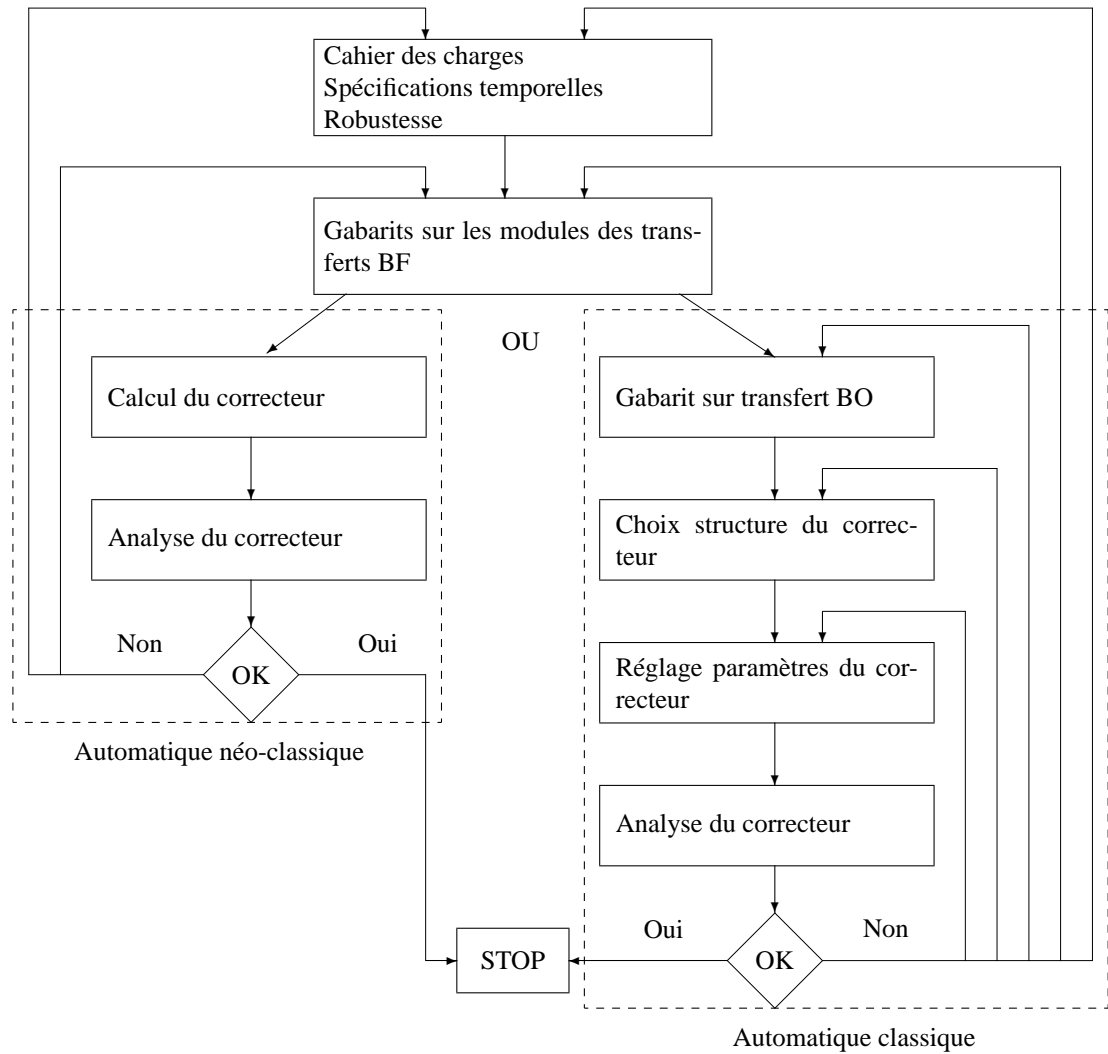 Cahier des charges
Spécifications temporelles
Robustesse
Gabarits sur les modules des trans-
ferts BF
OU
Calcul du correcteur
Analyse du correcteur
Non
Oui
OK
Automatique néo-classique
Gabarit sur transfert BO
Choix structure du correc-
teur
Réglage paramètres du cor-
recteur
Analyse du correcteur
Oui
Non
OK
STOP
Automatique classique